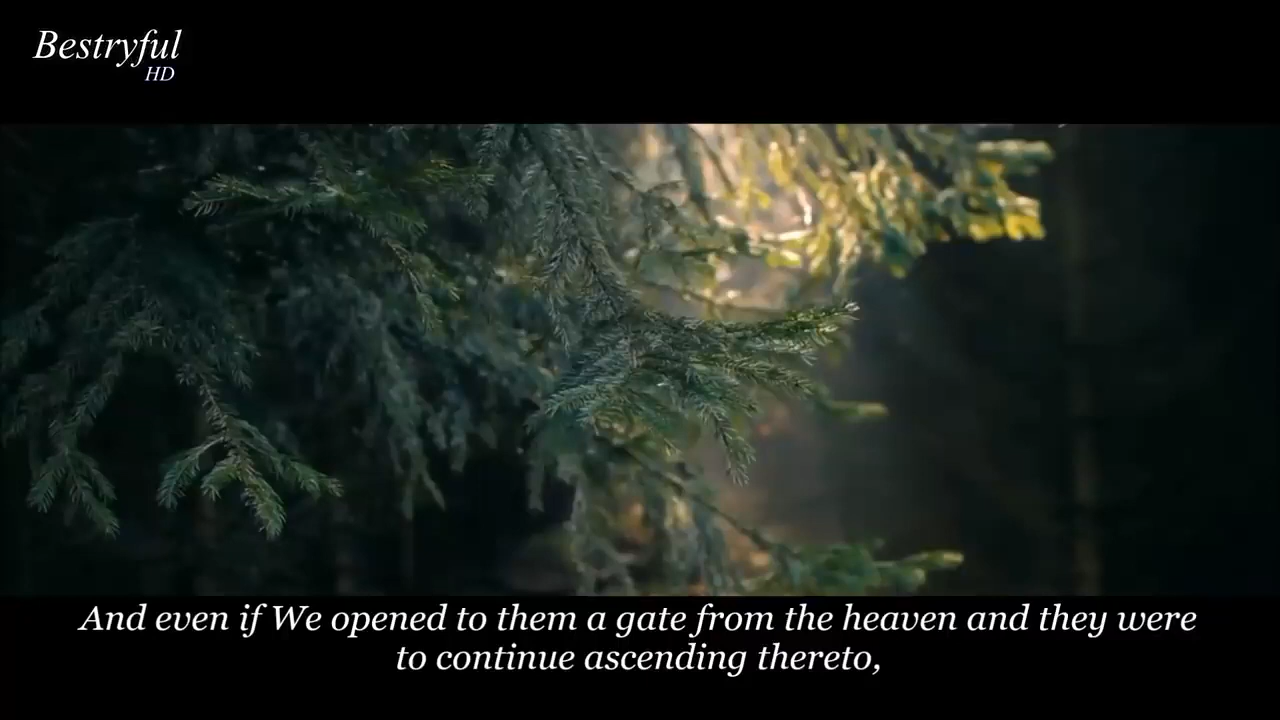 Bestryful
HD
And even if We opened to them a gate from the heaven and they were
to continue ascending thereto,